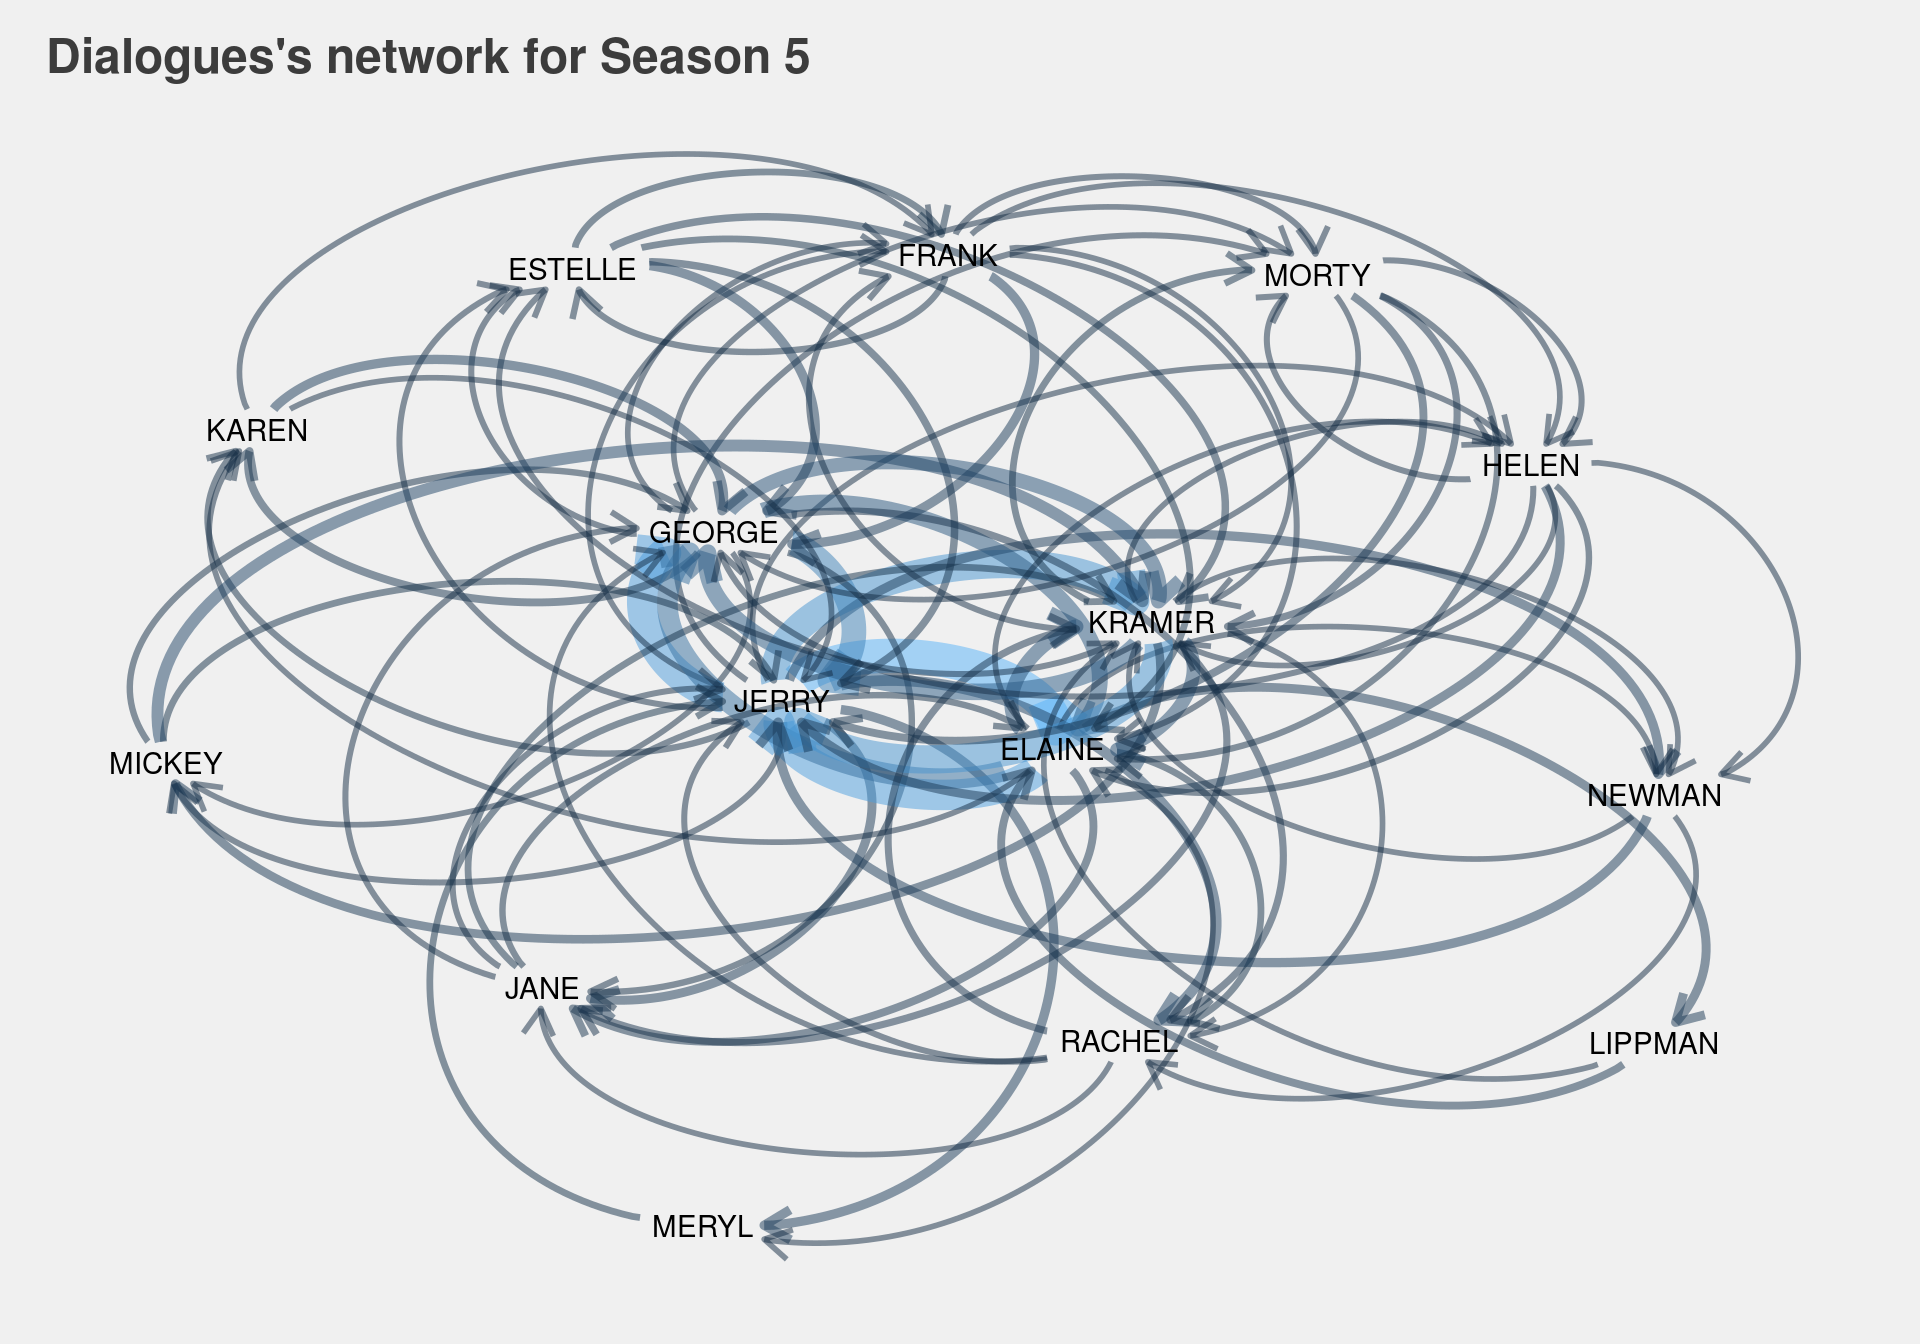 Dialogues's network for Season 5
FRANK
ESTELLE
MORTY
KAREN
HELEN
GEORGE
KRAMER
JERRY
ELAINE
MICKEY
NEWMAN
JANE
RACHEL
LIPPMAN
MERYL